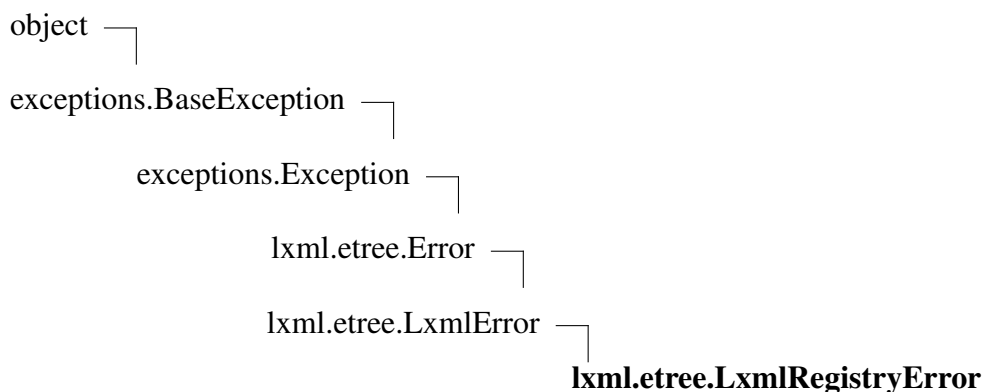 object
exceptions.BaseException
exceptions.Exception
lxml.etree.Error
lxml.etree.LxmlError
lxml.etree.LxmlRegistryError